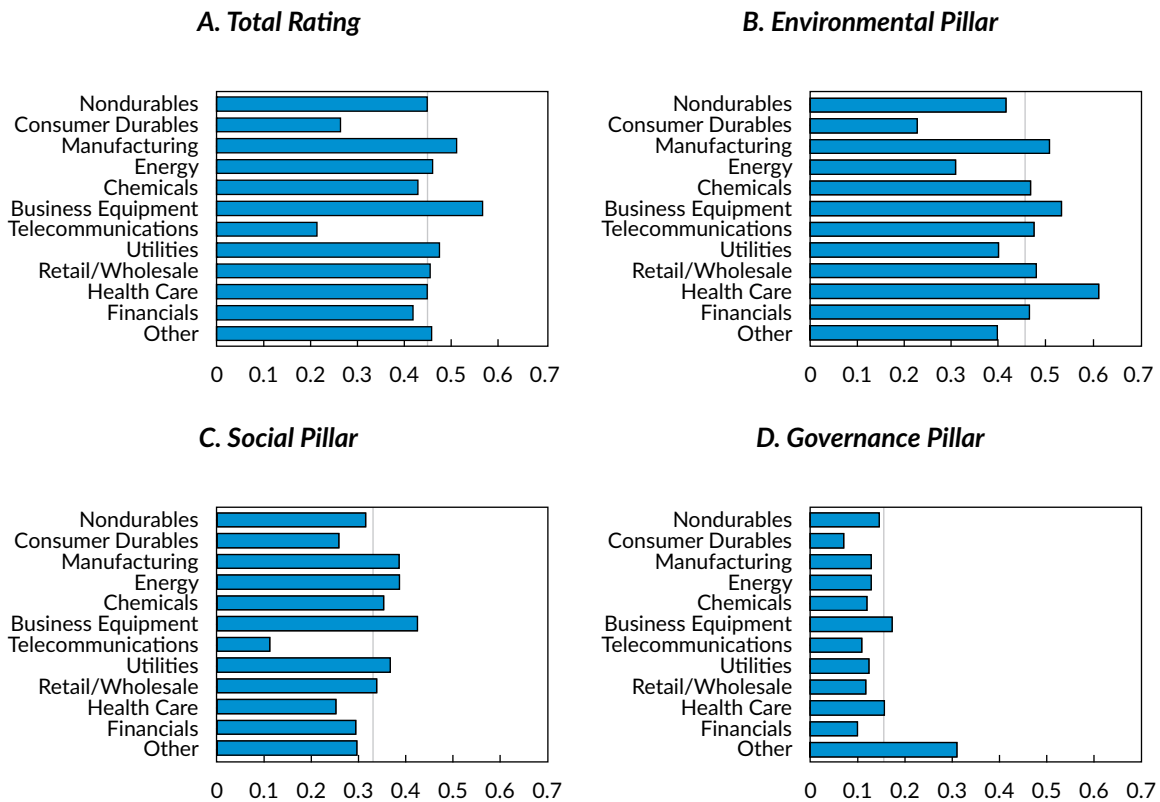 A. Total Rating
Nondurables
Consumer Durables
Manufacturing
Energy
Chemicals
Business Equipment
Telecommunications
Utilities
Retail/Wholesale
Health Care
Financials
Other
0 0.1 0.2 0.3 0.4 0.5 0.6 0.7
B. Environmental Pillar
Nondurables
Consumer Durables
Manufacturing
Energy
Chemicals
Business Equipment
Telecommunications
Utilities
Retail/Wholesale
Health Care
Financials
Other
0 0.1 0.2 0.3 0.4 0.5 0.6 0.7
C. Social Pillar
Nondurables
Consumer Durables
Manufacturing
Energy
Chemicals
Business Equipment
Telecommunications
Utilities
Retail/Wholesale
Health Care
Financials
Other
0 0.1 0.2 0.3 0.4 0.5 0.6 0.7
D. Governance Pillar
Nondurables
Consumer Durables
Manufacturing
Energy
Chemicals
Business Equipment
Telecommunications
Utilities
Retail/Wholesale
Health Care
Financials
Other
0 0.1 0.2 0.3 0.4 0.5 0.6 0.7